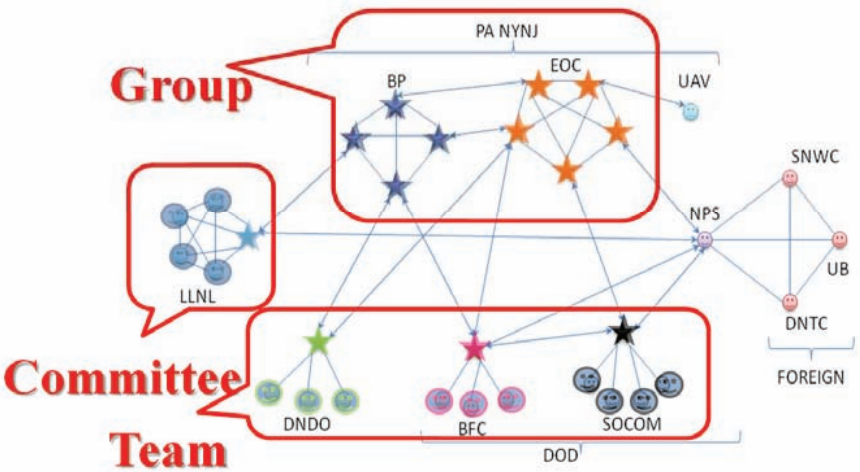 PA NYNJ
Group
BP
EOC
UAV
SNWC
NPS
UB
LLNL
DNTC
Committee
FOREIGN
Team
DNDO
BFC
SOCOM
DOD